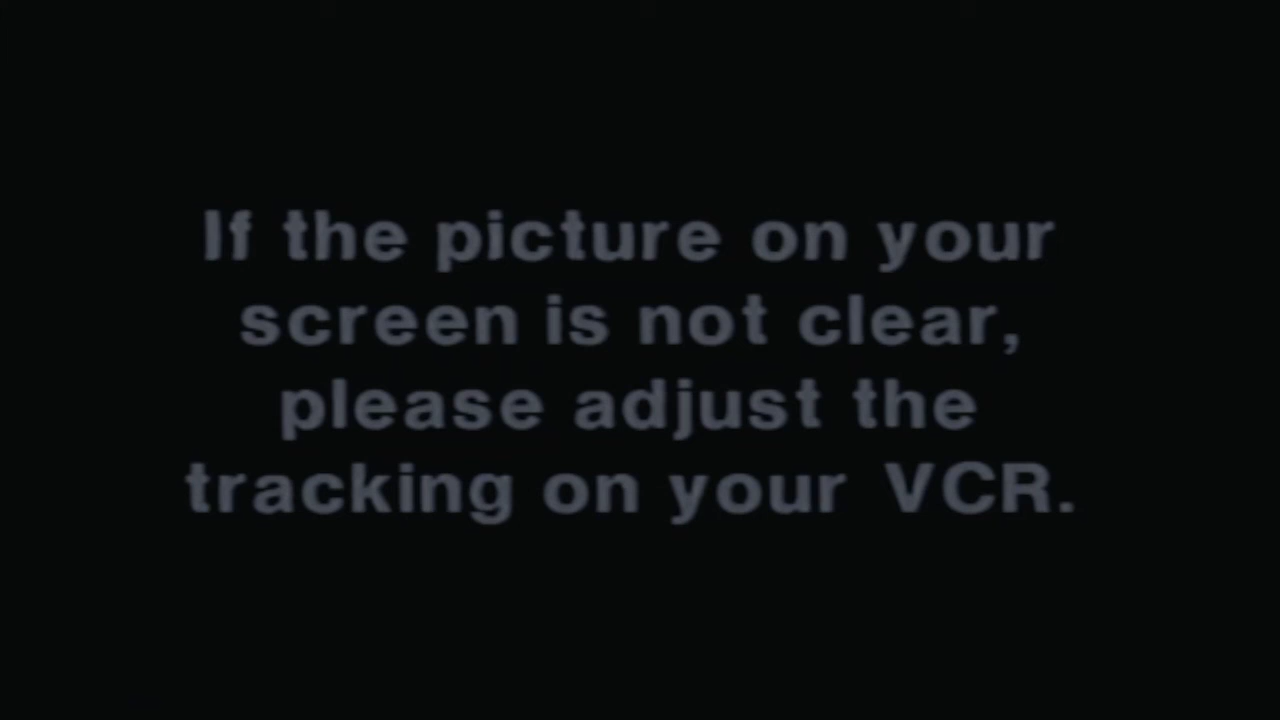 If the picture on your
screen is not clear,
please adjust the
tracking on your VCR.